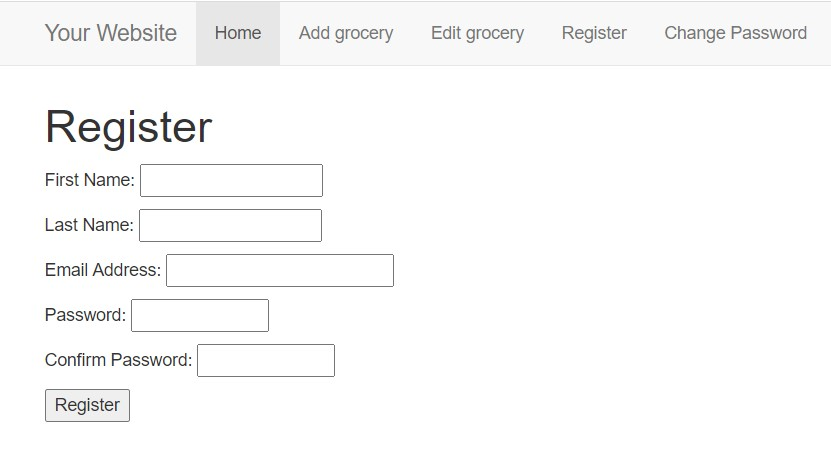 Your Website Home Add grocery Edit grocery Register Change Password
Register
First Name:
Last Name:
Email Address:
Password:
Confirm Password:
Register